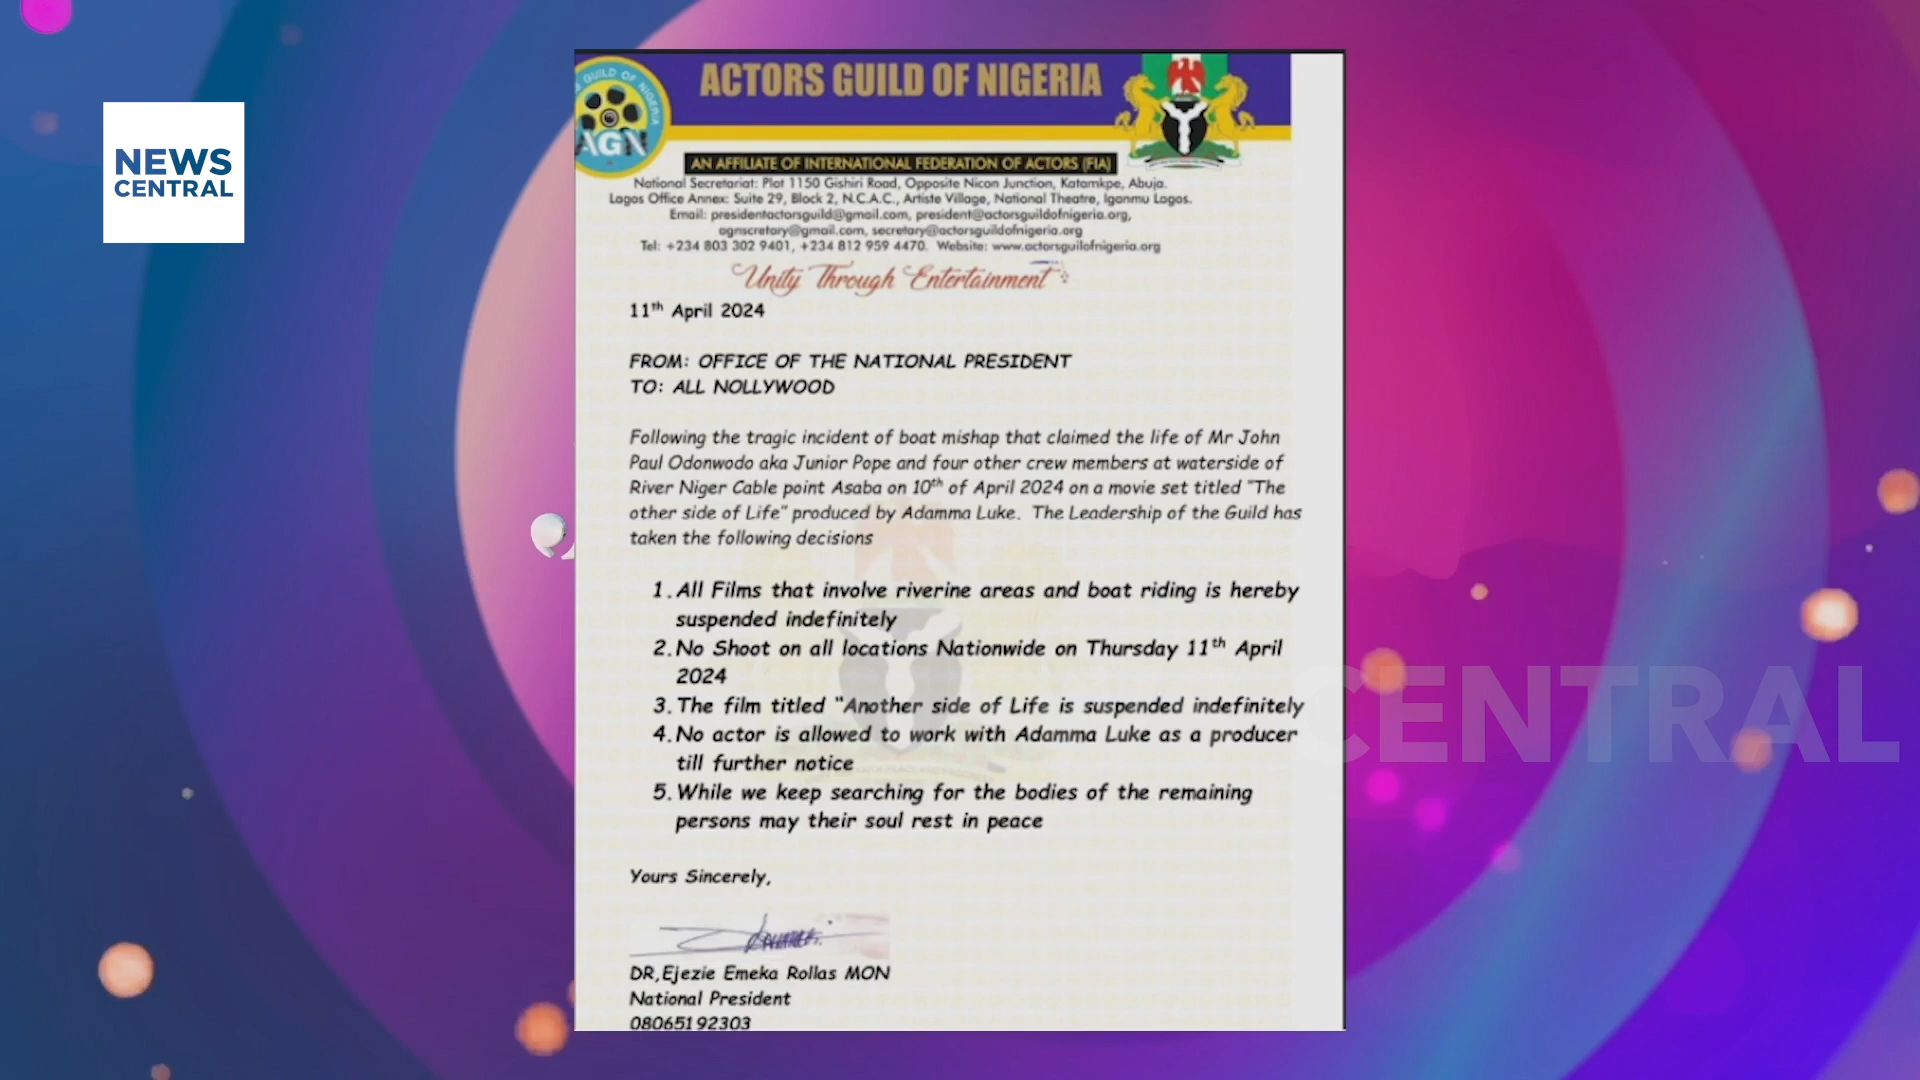 NEWS
CENTRAL
ACTORS GUILD OF NIGERIA
GUILD OF NIGERIA
AGN
AN AFFILIATE OF INTERNATIONAL FEDERATION OF ACTORS (FIA)
National Secretariat: Plot 1150 Gishiri Road, Opposite Nicon Junction, Katamkpe, Abuja.
Lagos Office Annex: Suite 29, Block 2, N.C.A.C., Artiste Village, National Theatre, Iganmu Lagos.
Email: presidentactorsguild@gmail.com, president@actorsguildofnigeria.org,
agnscretary@gmail.com, secretary@actorsguildofnigeria.org
Tel: +234 803 302 9401, +234 812 959 4470. Website: www.actorsguilofnigeria.org
Unity Through Entertainment
11th April 2024
FROM: OFFICE OF THE NATIONAL PRESIDENT
TO: ALL NOLLYWOOD
Following the tragic incident of boat mishap that claimed the life of Mr John
Paul Odonwodo aka Junior Pope and four other crew members at waterside of
River Niger Cable point Asaba on 10th of April 2024 on a movie set titled "The
other side of Life" produced by Adamma Luke. The Leadership of the Guild has
taken the following decisions
1. All Films that involve riverine areas and boat riding is hereby
suspended indefinitely
2. No Shoot on all locations Nationwide on Thursday 11th April
2024
3. The film titled "Another side of Life is suspended indefinitely
4. No actor is allowed to work with Adamma Luke as a producer
till further notice
5. While we keep searching for the bodies of the remaining
persons may their soul rest in peace
Yours Sincerely,
DR,Ejezie Emeka Rollas MON
National President
08065192303
CENTRAL